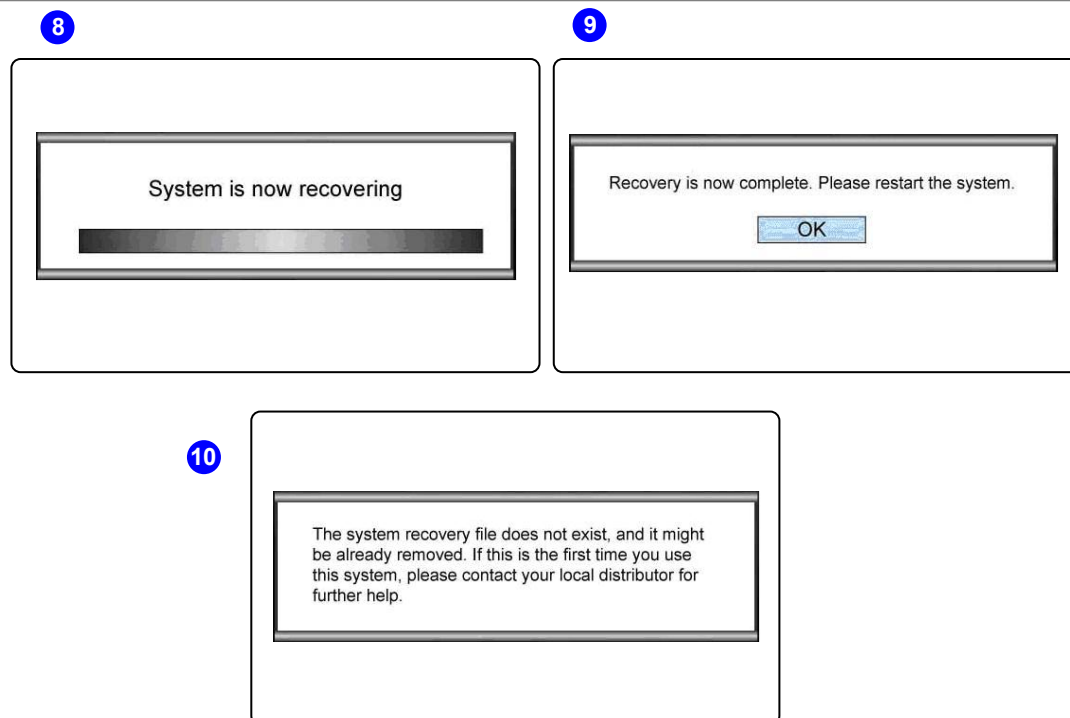 8
9
System is now recovering
Recovery is now complete. Please restart the system.
OK
10
The system recovery file does not exist, and it might
be already removed. If this is the first time you use
this system, please contact your local distributor for
further help.